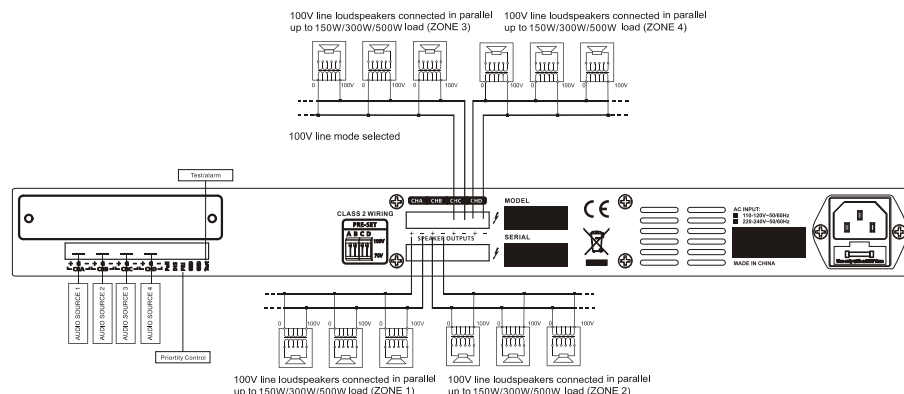 100V line loudspeakers connected in parallel
up to 150W/300W/500W load (ZONE 3)
100V line loudspeakers connected in parallel
up to 150W/300W/500W load (ZONE 4)
0 100V 0 100V 0 100V
0 100V 0 100V 0 100V
100V line mode selected
Test/alarm
CHA CHB CHC CHD
MODEL
CLASS 2 WIRING
PRE-SET
A B C D
100V
70V
SPEAKER OUTPUTS
SERIAL
AC INPUT:
110-120V~50/60Hz
220-240V~50/60Hz
MADE IN CHINA
CHA CHB CHC CHD
AUDIO SOURCE 1
AUDIO SOURCE 2
AUDIO SOURCE 3
AUDIO SOURCE 4
Priortity Control
0 100V 0 100V 0 100V
0 100V 0 100V 0 100V
100V line loudspeakers connected in parallel
up to 150W/300W/500W load (ZONE 1)
100V line loudspeakers connected in parallel
up to 150W/300W/500W load (ZONE 2)